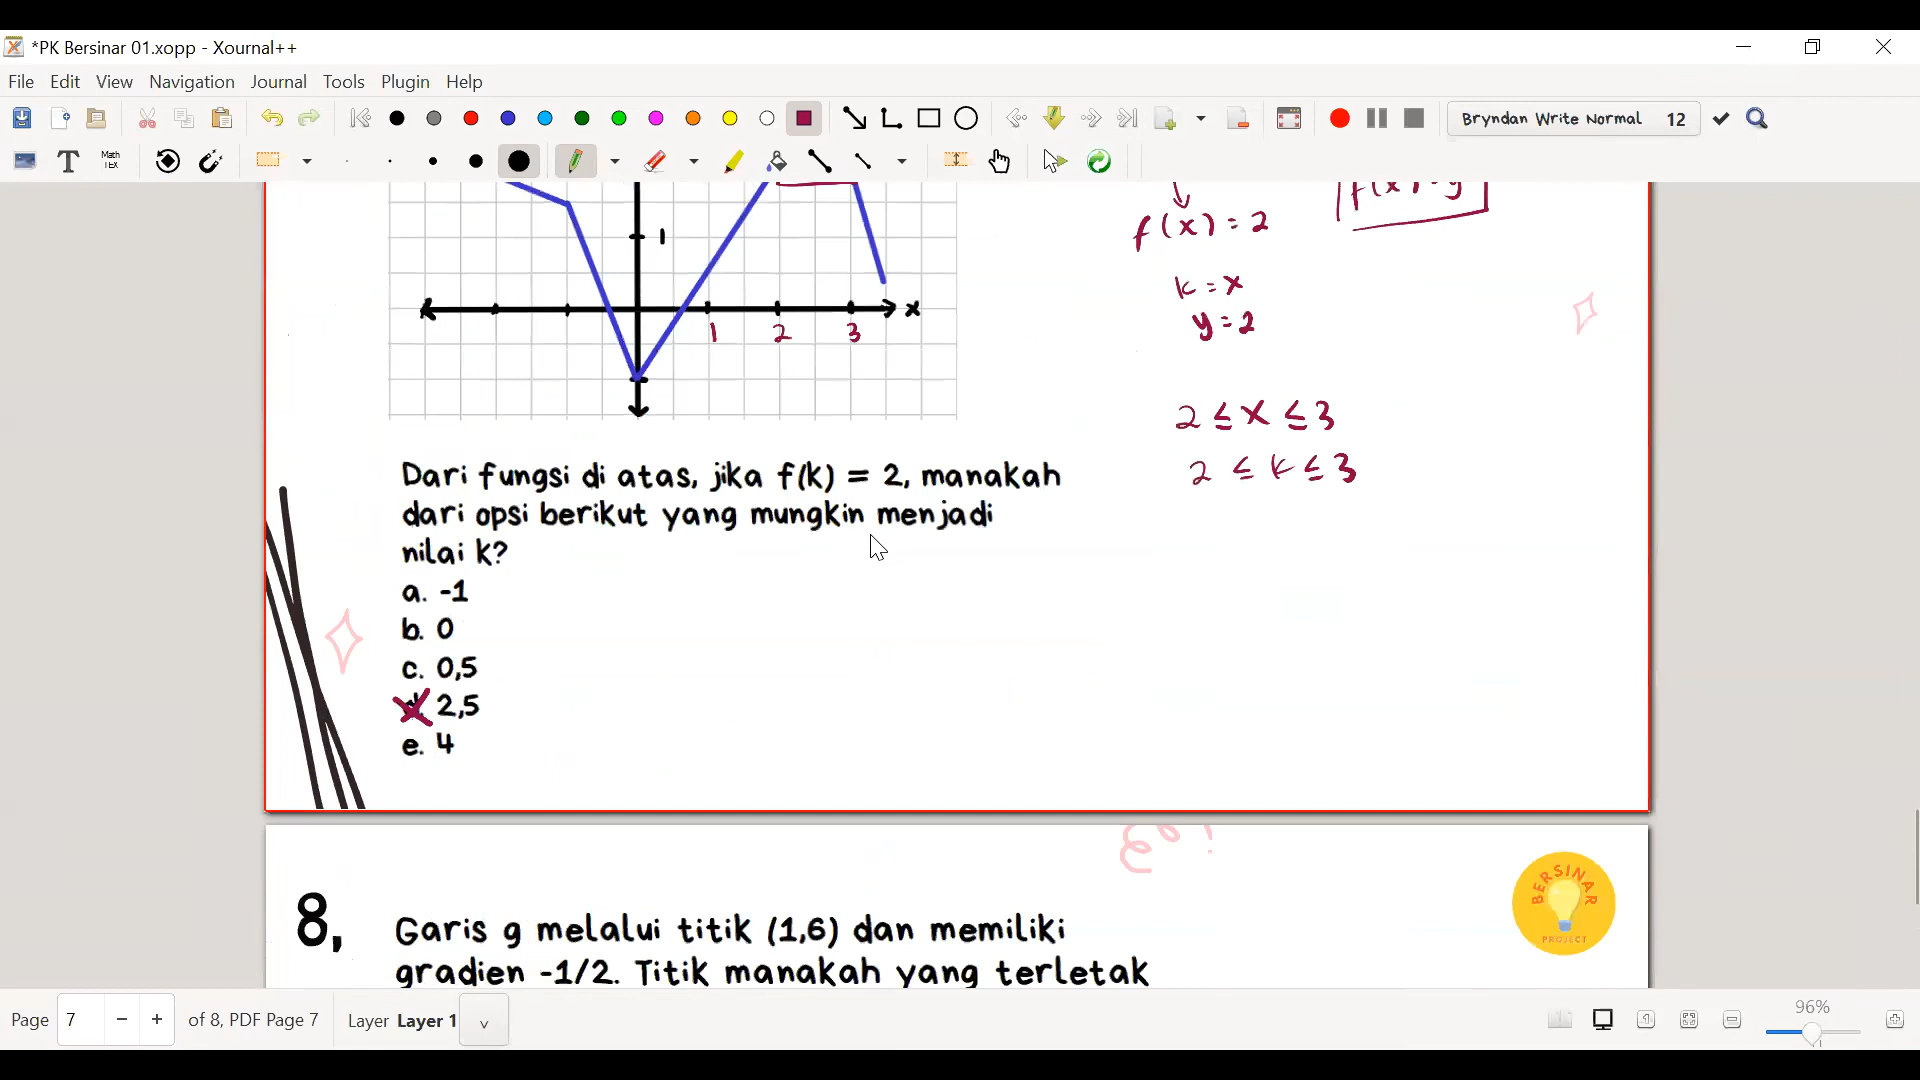 *PK Bersinar 01.xopp - Xournal++
File Edit View Navigation Journal Tools Plugin Help
Bryndan Write Normal 12
T Math TEX
1
x
1 2 3
f(x) = y
f(x) = 2
k = x
y = 2
2 ≤ x ≤ 3
2 ≤ k ≤ 3
Dari fungsi di atas, jika f(k) = 2, manakah
dari opsi berikut yang mungkin menjadi
nilai k?
a. -1
b. 0
c. 0,5
d. 2,5
e. 4
8,
Garis g melalui titik (1,6) dan memiliki
gradien -1/2. Titik manakah yang terletak
BERSINAR
PROJECT
Page 7 of 8, PDF Page 7 Layer Layer 1
96%